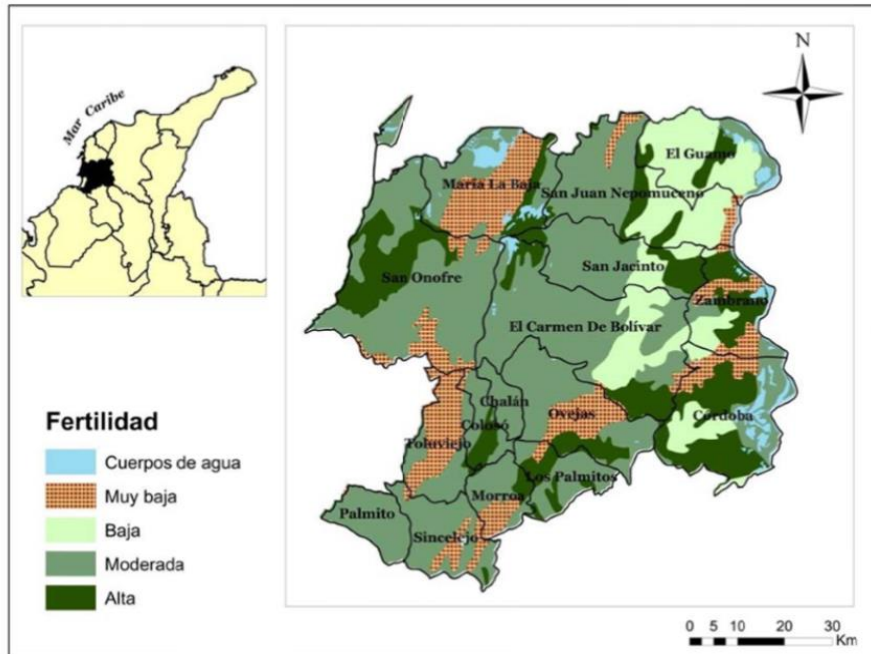 Mar Caribe
N
El Guamo
María La Baja
San Juan Nepomuceno
San Onofre
San Jacinto
Zambrano
El Carmen De Bolívar
Chalán
Ovejas
Córdoba
Colosó
Toluviejo
Los Palmitos
Morroa
Palmito
Sincelejo
Fertilidad
Cuerpos de agua
Muy baja
Baja
Moderada
Alta
0 5 10 20 30
Km